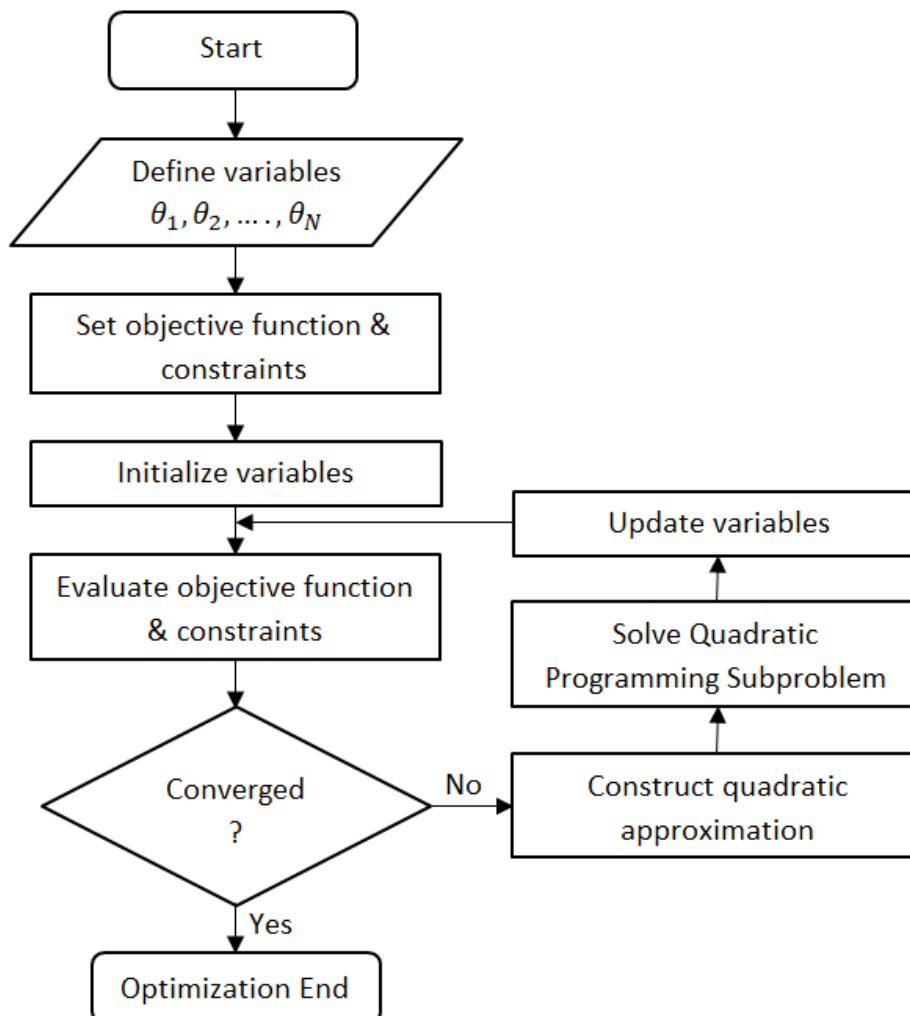 Start
Define variables
θ₁, θ₂, ...., θ_N
Set objective function &
constraints
Initialize variables
Update variables
Evaluate objective function
& constraints
Solve Quadratic
Programming Subproblem
Converged
?
No
Construct quadratic
approximation
Yes
Optimization End